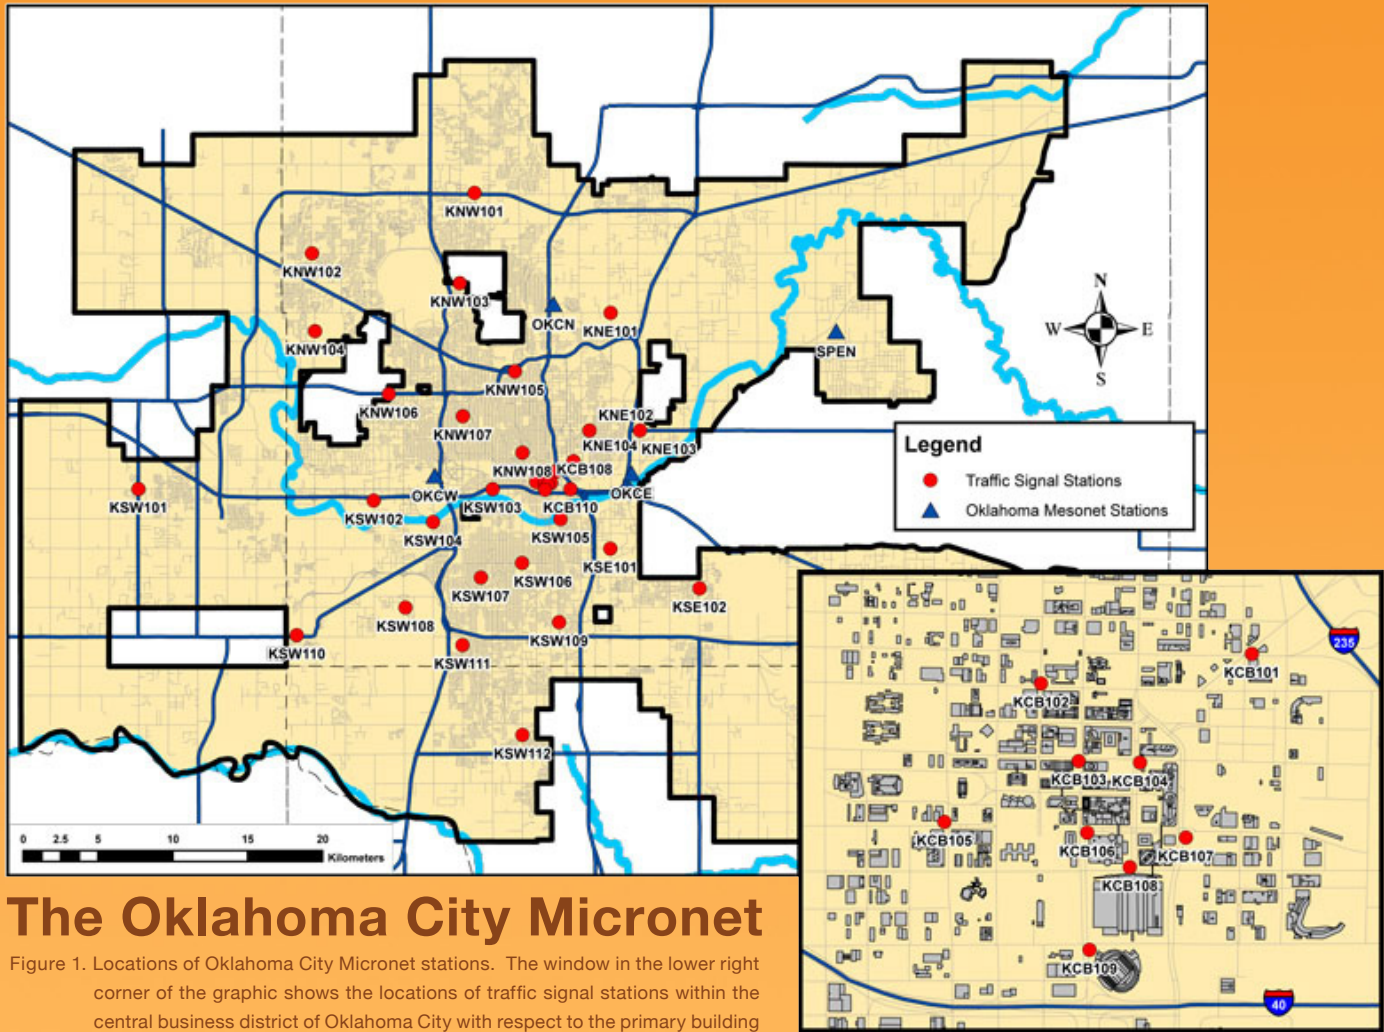 KNW101
KNW102
KNW103
OKCN
KNE101
N
W E
S
KNW104
SPEN
KNW105
KNW106
KNE102
KNW107
KNE104 KNE103
Legend
KNW108 KCB108
Traffic Signal Stations
OKCW OKCE
KSW101
KSW102 KSW103 KCB110
Oklahoma Mesonet Stations
KSW104 KSW105
KSE101
KSW106
KSW107
KSE102
KSW108
KSW109
KSW110
KSW111
KSW112
0 2.5 5 10 15 20
Kilometers
235
KCB101
KCB102
KCB103 KCB104
KCB105
KCB106 KCB107
KCB108
KCB109
40
The Oklahoma City Micronet
Figure 1. Locations of Oklahoma City Micronet stations. The window in the lower right
corner of the graphic shows the locations of traffic signal stations within the
central business district of Oklahoma City with respect to the primary building